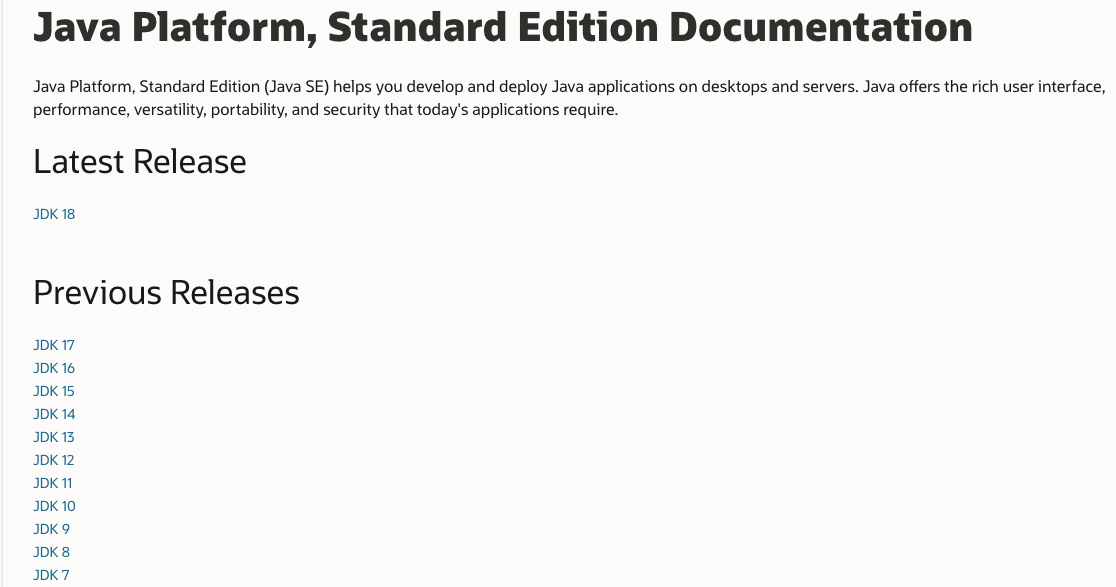 Java Platform, Standard Edition Documentation
Java Platform, Standard Edition (Java SE) helps you develop and deploy Java applications on desktops and servers. Java offers the rich user interface,
performance, versatility, portability, and security that today's applications require.
Latest Release
JDK 18
Previous Releases
JDK 17
JDK 16
JDK 15
JDK 14
JDK 13
JDK 12
JDK 11
JDK 10
JDK 9
JDK 8
JDK 7